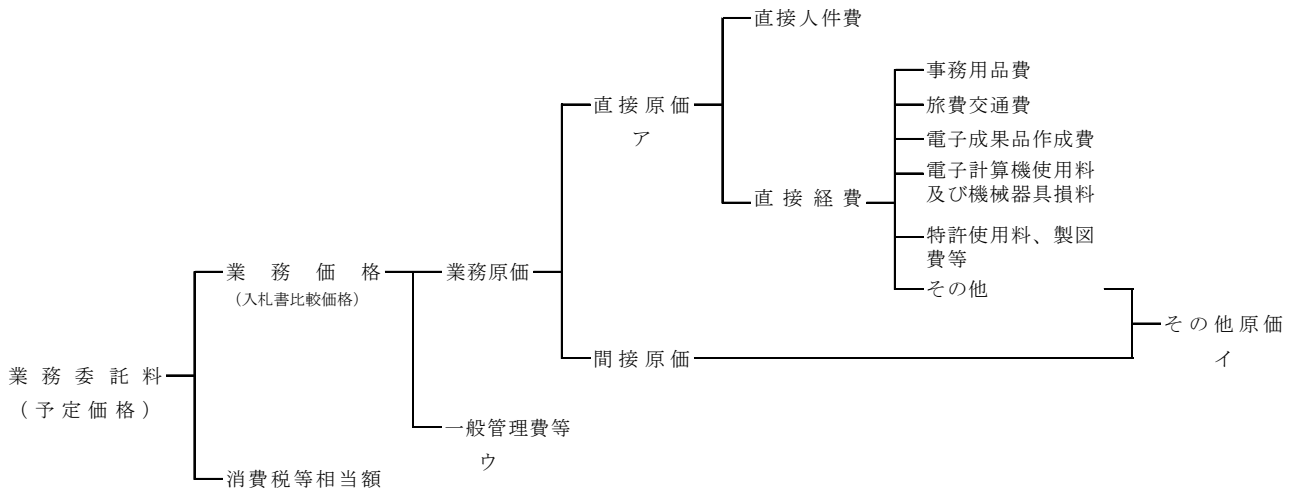 直接人件費
事務用品費
直接原価
ア
旅費交通費
電子成果品作成費
電子計算機使用料
及び機械器具損料
直接経費
特許使用料、製図
費等
業務価格
(入札書比較価格)
業務原価
その他
その他原価
イ
間接原価
業務委託料
(予定価格)
一般管理費等
ウ
消費税等相当額